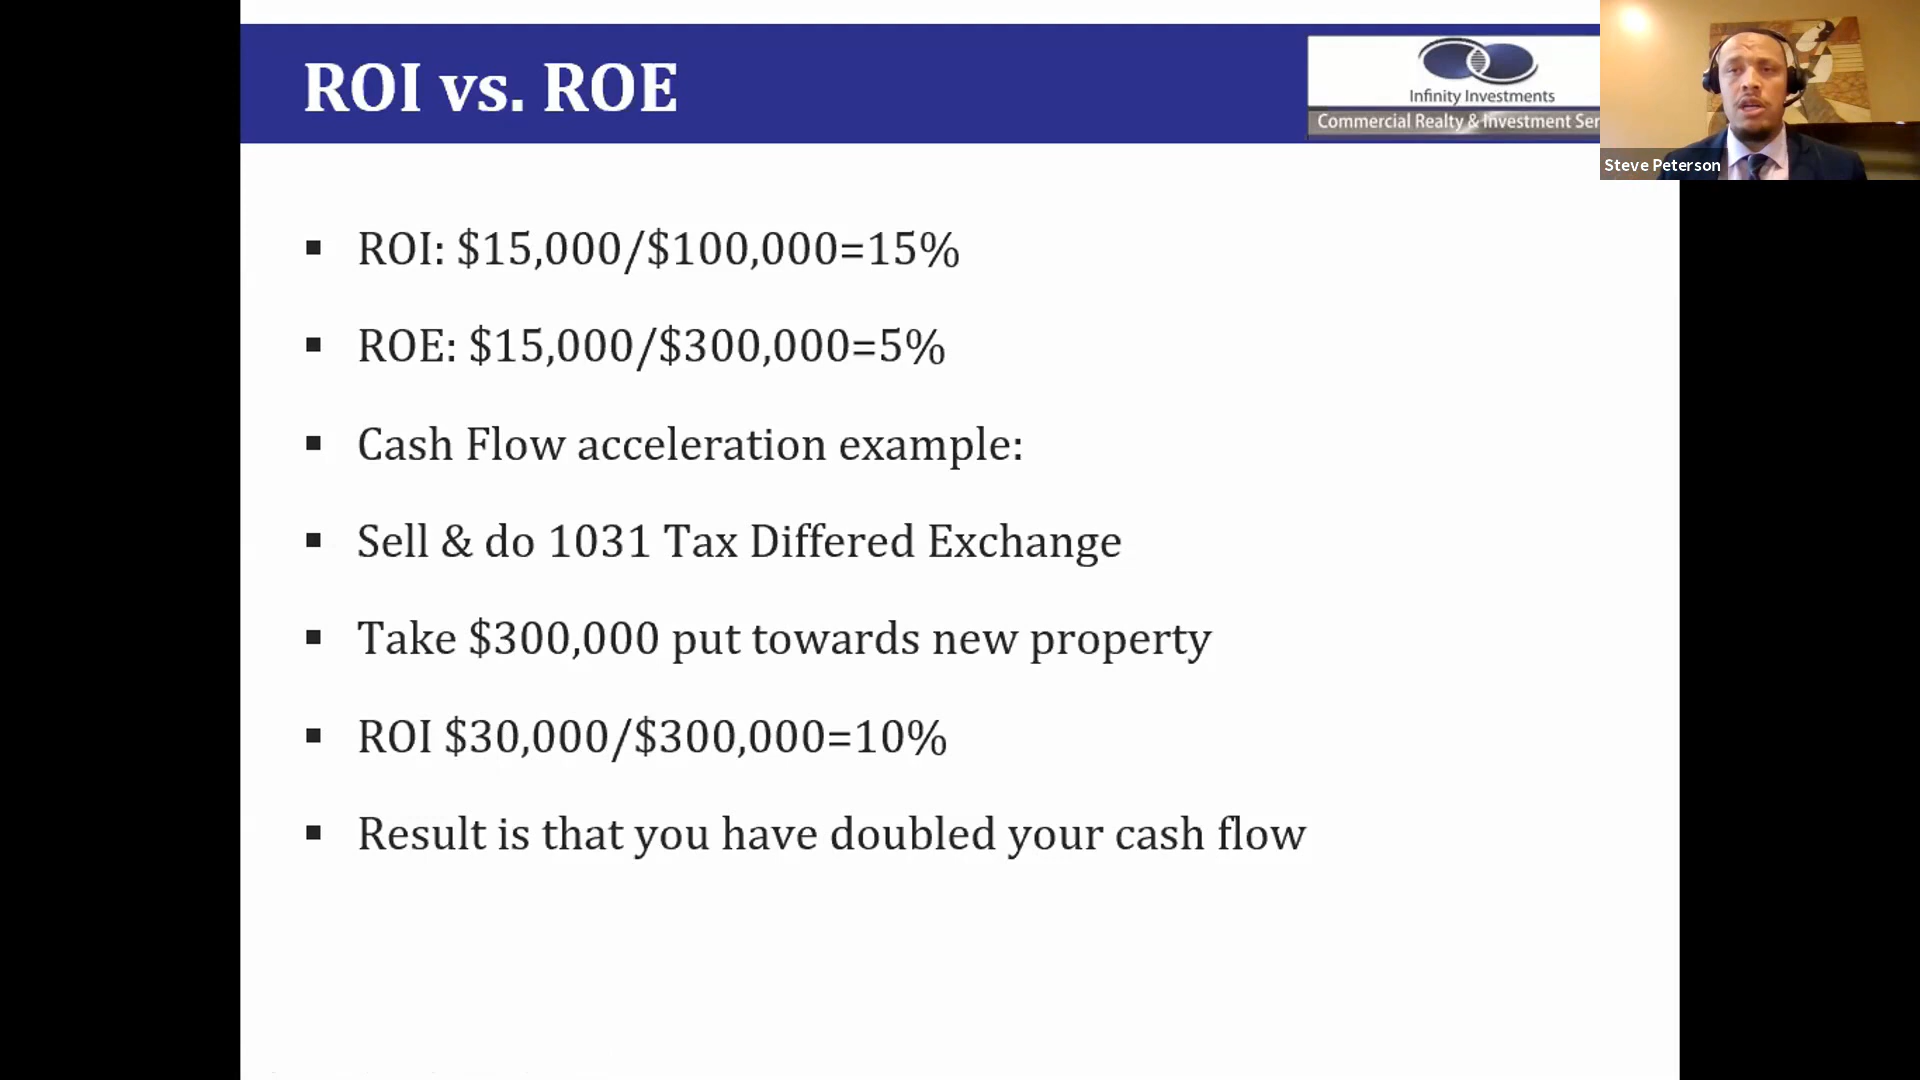 ROI vs. ROE
Infinity Investments
Commercial Realty & Investment Ser
Steve Peterson
▪ ROI: $15,000/$100,000=15%
▪ ROE: $15,000/$300,000=5%
▪ Cash Flow acceleration example:
▪ Sell & do 1031 Tax Differed Exchange
▪ Take $300,000 put towards new property
▪ ROI $30,000/$300,000=10%
▪ Result is that you have doubled your cash flow